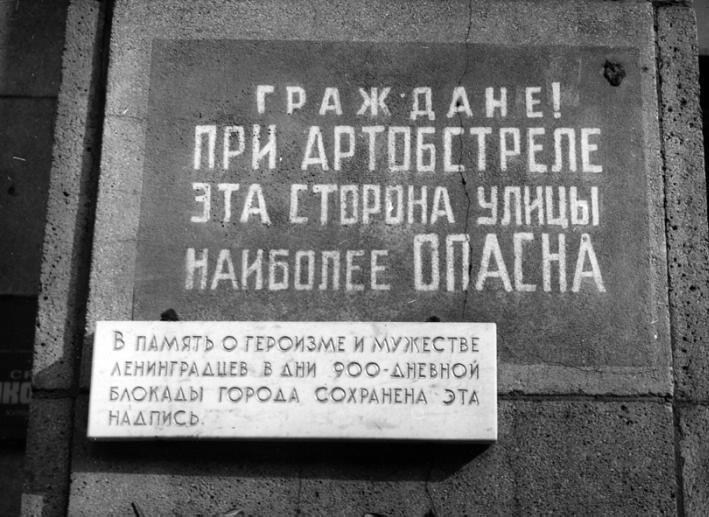 ГРАЖДАНЕ!
ПРИ АРТОБСТРЕЛЕ
ЭТА СТОРОНА УЛИЦЫ
НАИБОЛЕЕ ОПАСНА
В ПАМЯТЬ О ГЕРОИЗМЕ И МУЖЕСТВЕ
ЛЕНИНГРАДЦЕВ В ДНИ 900-ДНЕВНОЙ
БЛОКАДЫ ГОРОДА СОХРАНЕНА ЭТА
НАДПИСЬ.